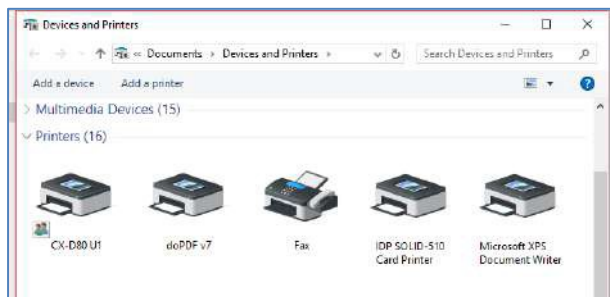 Devices and Printers
« Documents › Devices and Printers ›
Search Devices and Printers
Add a device Add a printer
Multimedia Devices (15)
Printers (16)
CX-D80 U1 doPDF v7 Fax IDP SOLID-510 Microsoft XPS
Card Printer Document Writer